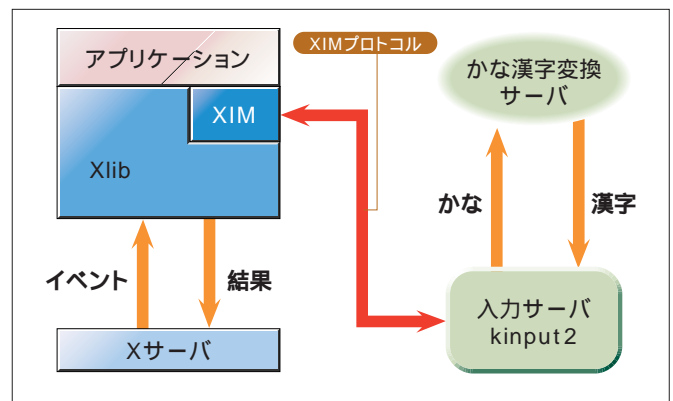 アプリケーション
XIMプロトコル
かな漢字変換
サーバ
XIM
Xlib
かな
漢字
イベント
結果
入力サーバ
kinput2
Xサーバ